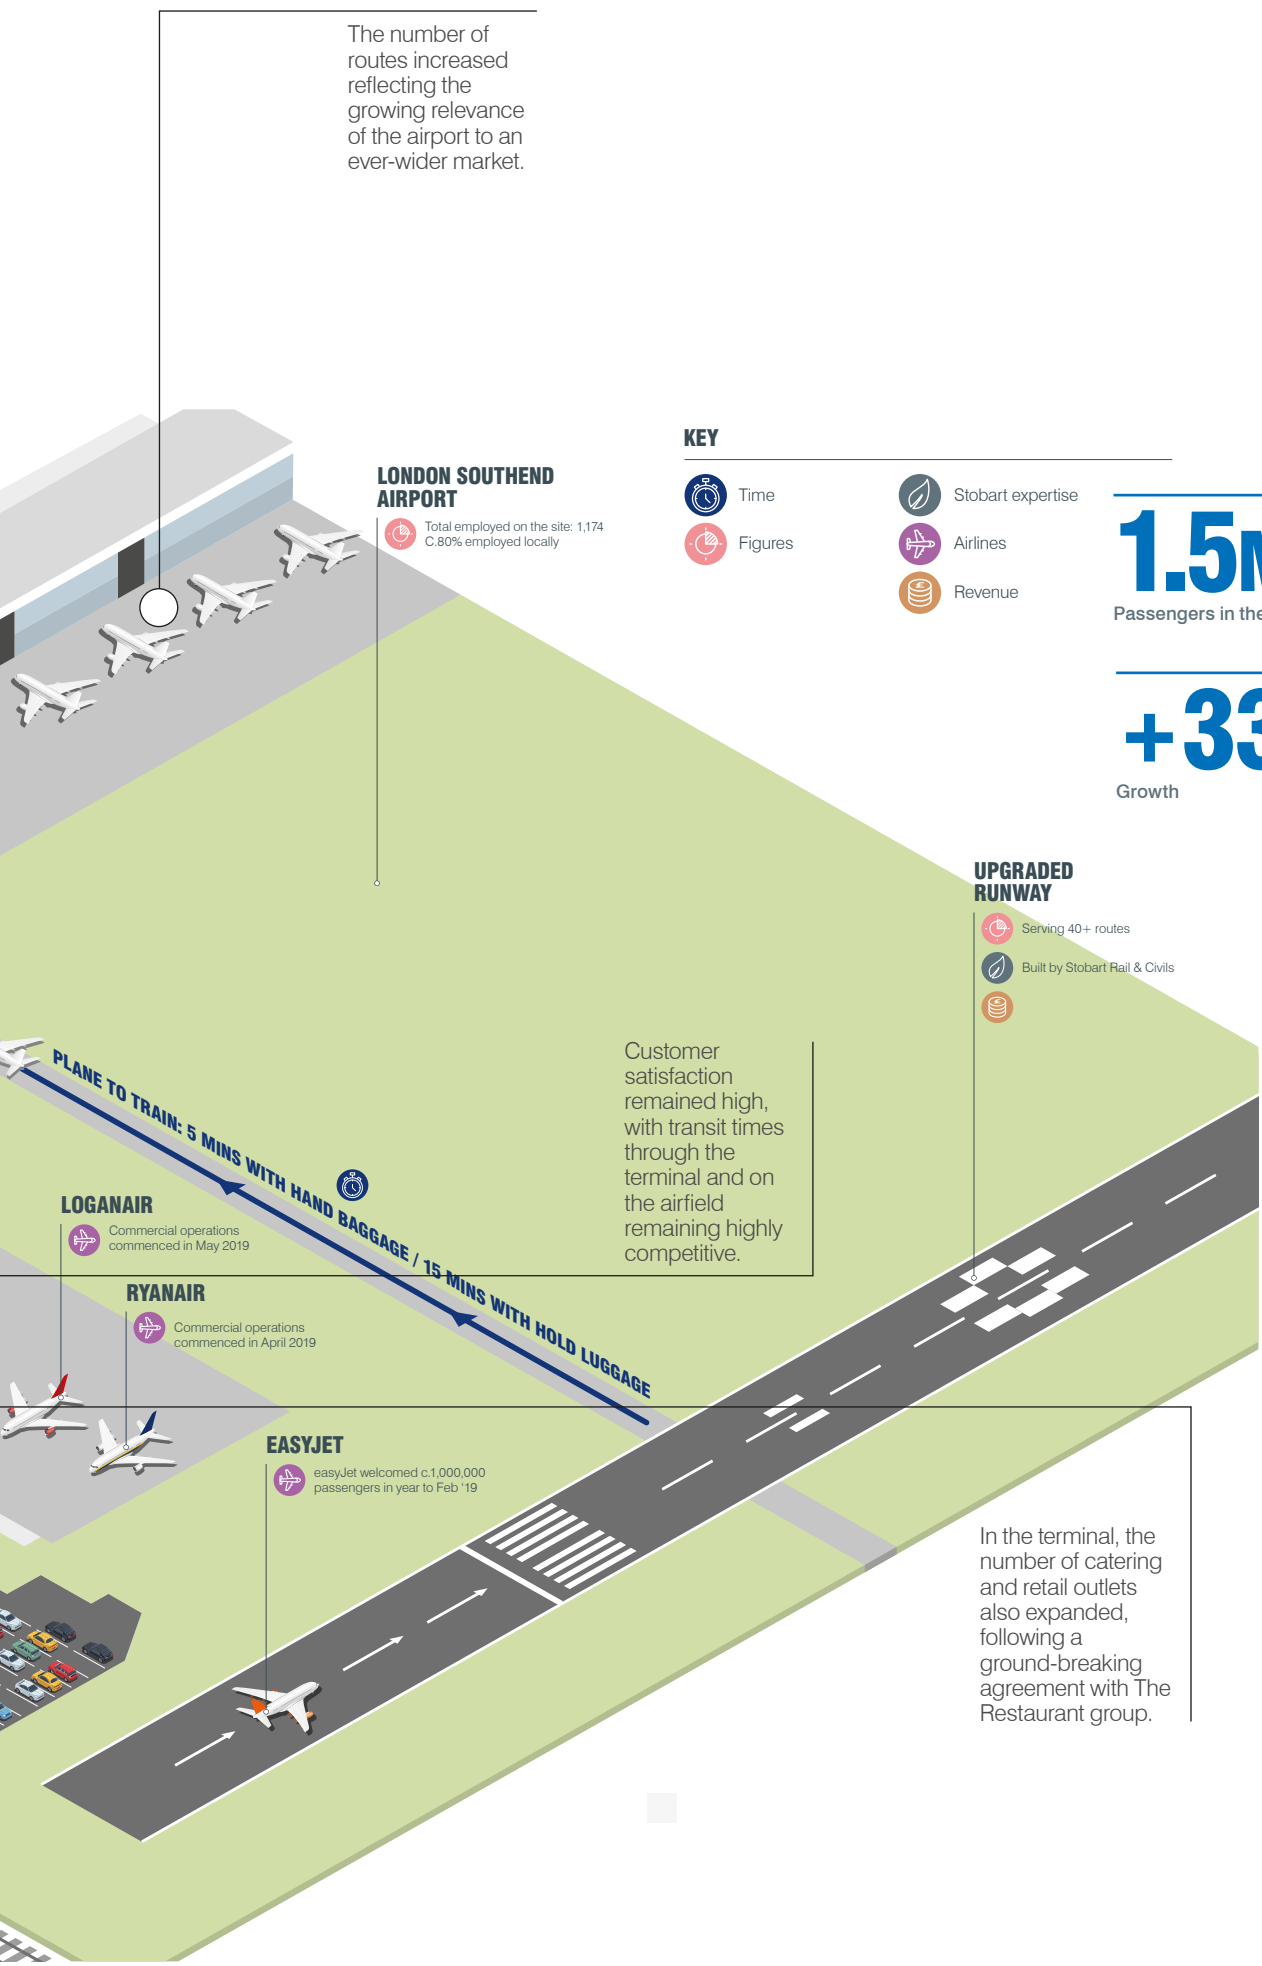 The number of
routes increased
reflecting the
growing relevance
of the airport to an
ever-wider market.
LONDON SOUTHEND
AIRPORT
Total employed on the site: 1,174
C.80% employed locally
KEY
Time
Figures
Stobart expertise
Airlines
Revenue
1.5
Passengers in the
+33
Growth
UPGRADED
RUNWAY
Serving 40+ routes
Built by Stobart Rail & Civils
PLANE TO TRAIN: 5 MINS WITH HAND BAGGAGE / 15 MINS WITH HOLD LUGGAGE
Customer
satisfaction
remained high,
with transit times
through the
terminal and on
the airfield
remaining highly
competitive.
LOGANAIR
Commercial operations
commenced in May 2019
RYANAIR
Commercial operations
commenced in April 2019
EASYJET
easyJet welcomed c.1,000,000
passengers in year to Feb '19
In the terminal, the
number of catering
and retail outlets
also expanded,
following a
ground-breaking
agreement with The
Restaurant group.